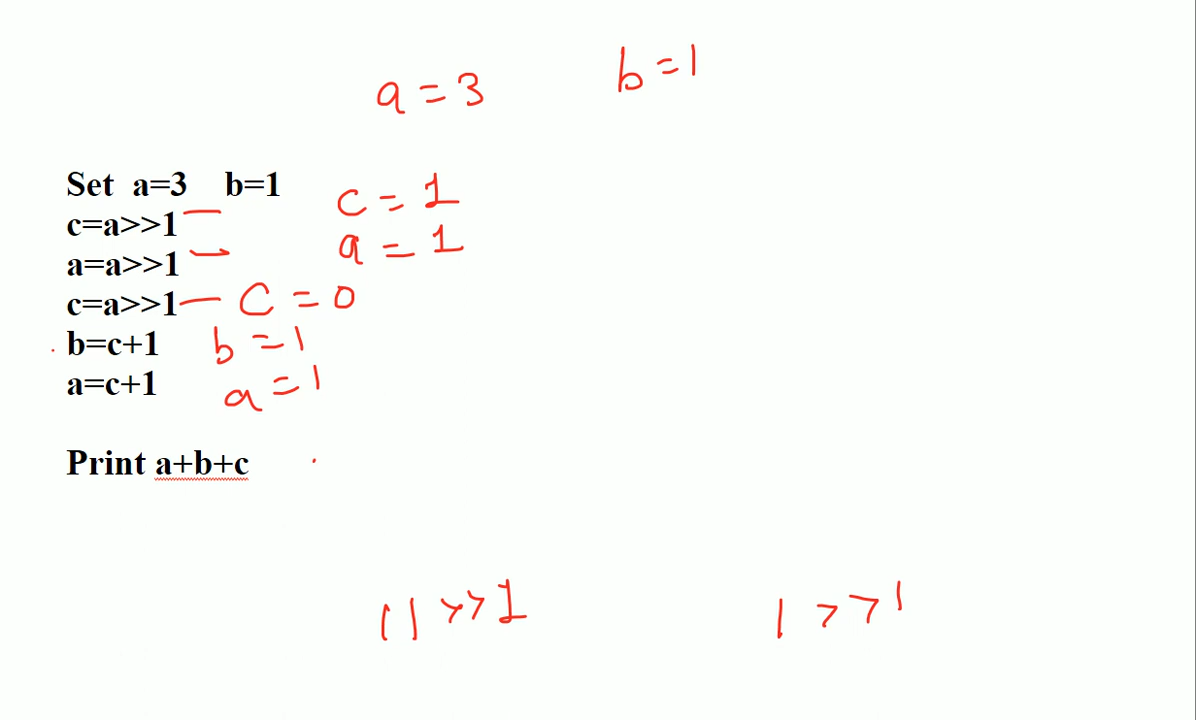 a = 3 b = 1
Set a=3 b=1
c=a>>1 c = 1
a=a>>1 a = 1
c=a>>1 C = 0
b=c+1 b = 1
a=c+1 a = 1
Print a+b+c
11 >> 1 1 >> 1